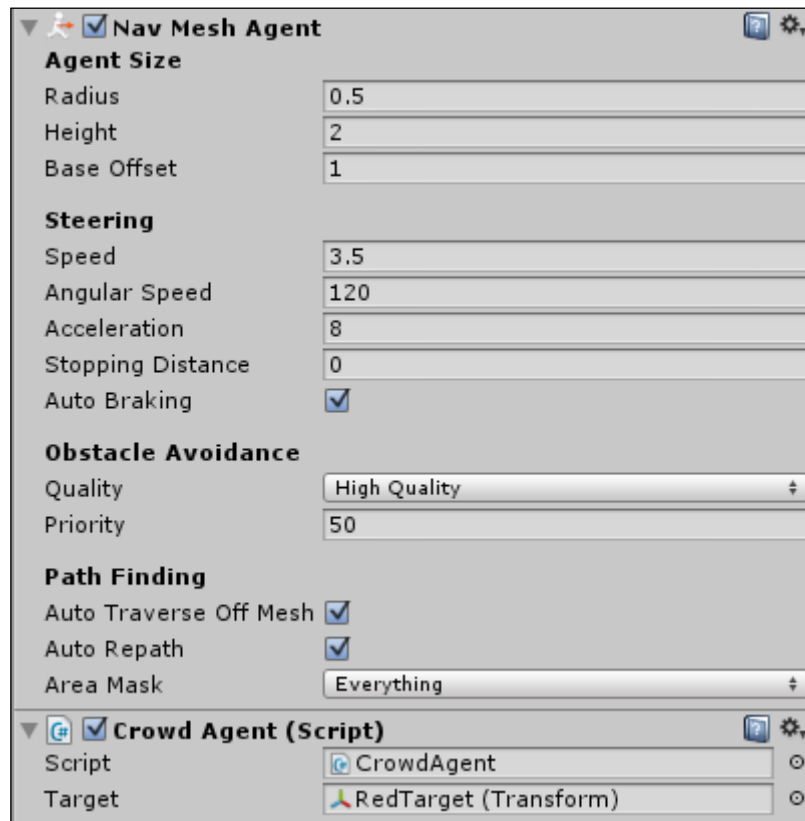 Nav Mesh Agent
Agent Size
Radius 0.5
Height 2
Base Offset 1
Steering
Speed 3.5
Angular Speed 120
Acceleration 8
Stopping Distance 0
Auto Braking
Obstacle Avoidance
Quality High Quality
Priority 50
Path Finding
Auto Traverse Off Mesh
Auto Repath
Area Mask Everything
Crowd Agent (Script)
Script CrowdAgent
Target RedTarget (Transform)